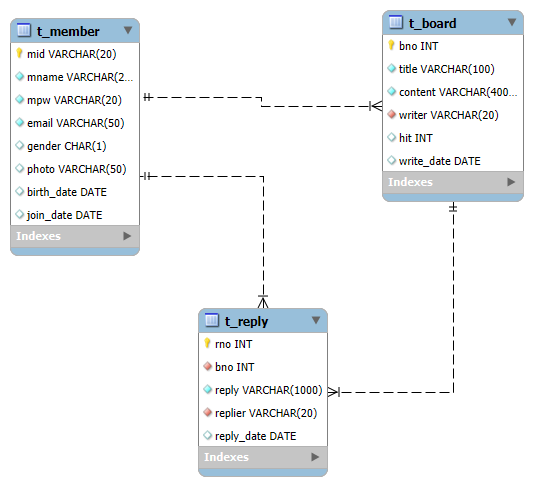 t_member
mid VARCHAR(20)
mname VARCHAR(2...
mpw VARCHAR(20)
email VARCHAR(50)
gender CHAR(1)
photo VARCHAR(50)
birth_date DATE
join_date DATE
Indexes
t_board
bno INT
title VARCHAR(100)
content VARCHAR(400...
writer VARCHAR(20)
hit INT
write_date DATE
Indexes
t_reply
rno INT
bno INT
reply VARCHAR(1000)
replier VARCHAR(20)
reply_date DATE
Indexes